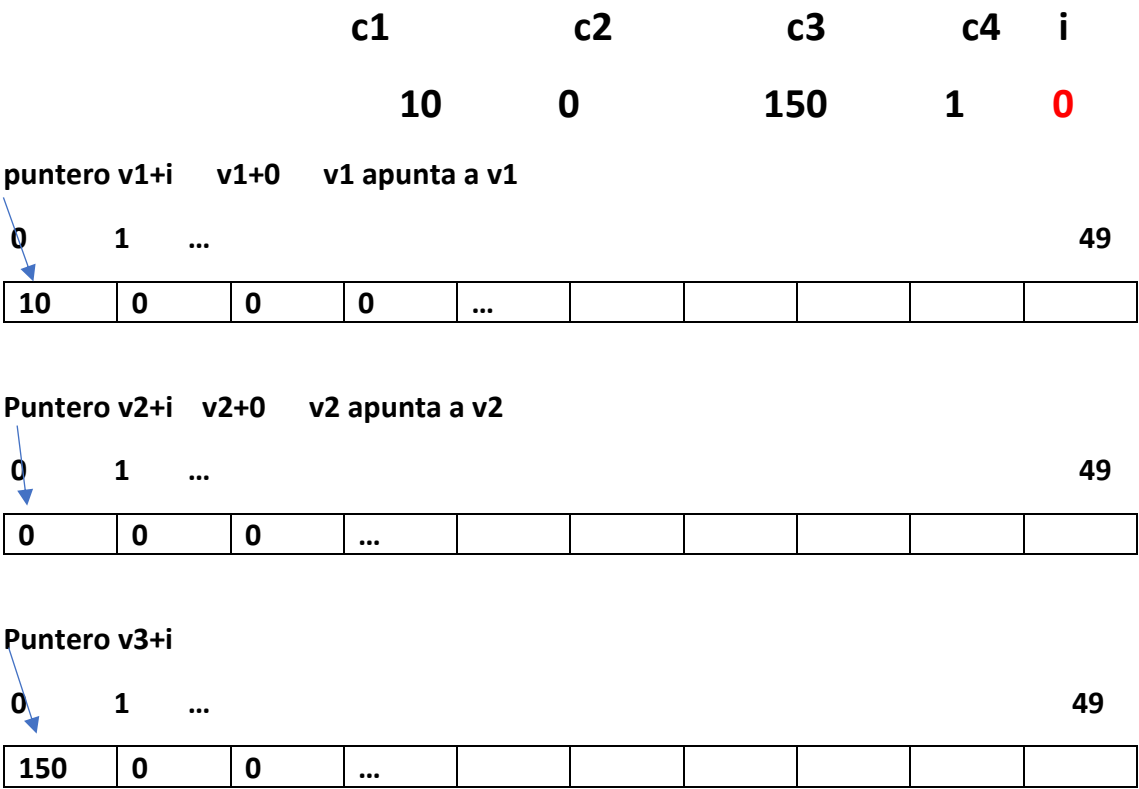 c1 c2 c3 c4 i
10 0 150 1 0
puntero v1+i v1+0 v1 apunta a v1
0 1 ... 49
10 0 0 0 ...
Puntero v2+i v2+0 v2 apunta a v2
0 1 ... 49
0 0 0 ...
Puntero v3+i
0 1 ... 49
150 0 0 ...